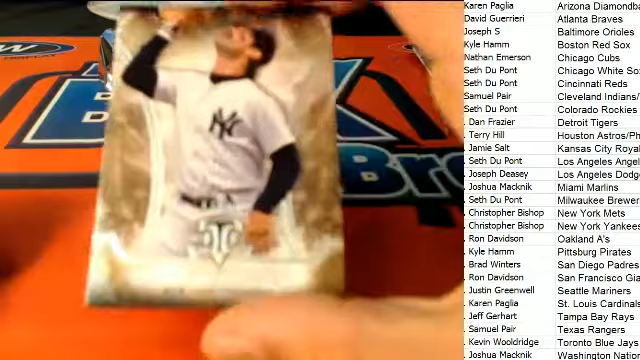 Karen Paglia Arizona Diamondba
David Guerrieri Atlanta Braves
Joseph S Baltimore Orioles
Kyle Hamm Boston Red Sox
Nathan Emerson Chicago Cubs
Seth Du Pont Chicago White Sox
Seth Du Pont Cincinnati Reds
Samuel Pair Cleveland Indians/
Seth Du Pont Colorado Rockies
. Dan Frazier Detroit Tigers
. Terry Hill Houston Astros/Ph
. Jamie Salt Kansas City Royal
. Seth Du Pont Los Angeles Angel
. Joseph Deasey Los Angeles Dodg
. Joshua Macknik Miami Marlins
. Seth Du Pont Milwaukee Brewer
. Christopher Bishop New York Mets
. Christopher Bishop New York Yankees
. Ron Davidson Oakland A's
. Kyle Hamm Pittsburg Pirates
. Brad Winters San Diego Padres
. Ron Davidson San Francisco Gia
. Justin Greenwell Seattle Mariners
. Karen Paglia St. Louis Cardinals
. Jeff Gerhart Tampa Bay Rays
. Samuel Pair Texas Rangers
. Kevin Wooldridge Toronto Blue Jays
. Joshua Macknik Washington Nation
NY
Br